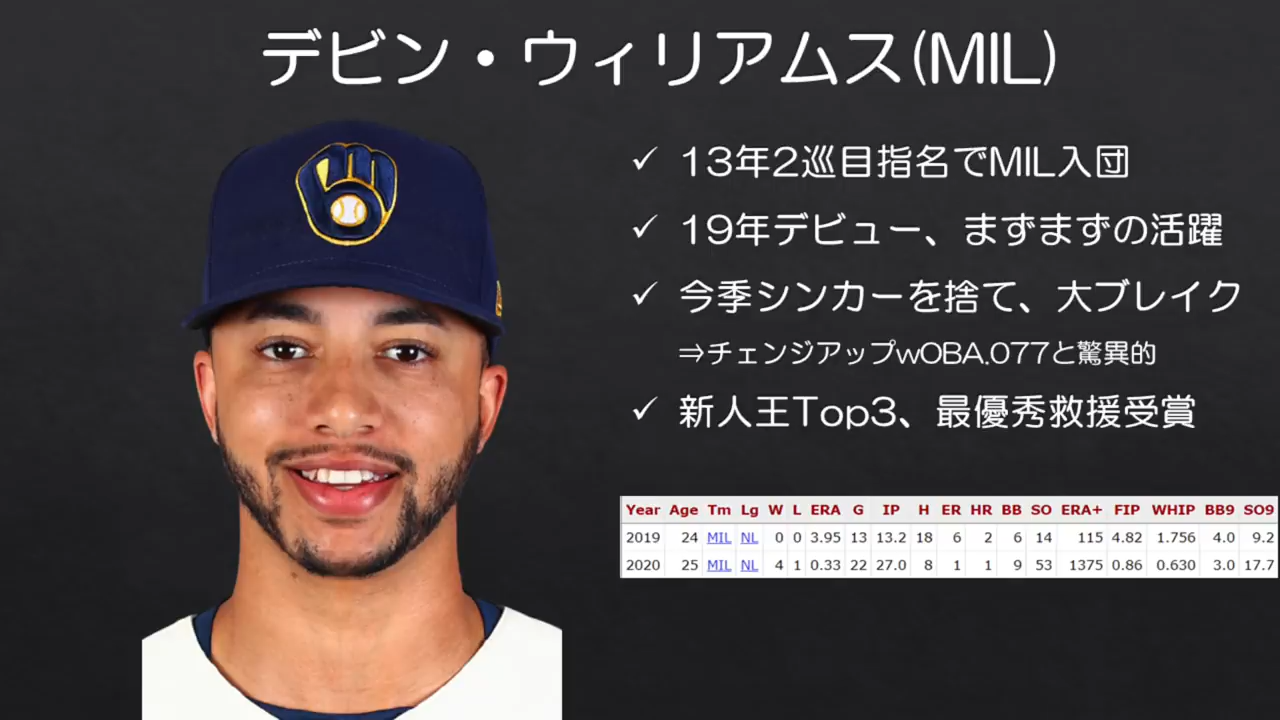 デビン・ウィリアムス(MIL)
✓ 13年2巡目指名でMIL入団
✓ 19年デビュー、まずまずの活躍
✓ 今季シンカーを捨て、大ブレイク
⇒チェンジアップwOBA.077と驚異的
✓ 新人王Top3、最優秀救援受賞
Year Age Tm Lg W L ERA G IP H ER HR BB SO ERA+ FIP WHIP BB9 SO9
2019 24 MIL NL 0 0 3.95 13 13.2 18 6 2 6 14 115 4.82 1.756 4.0 9.2
2020 25 MIL NL 4 1 0.33 22 27.0 8 1 1 9 53 1375 0.86 0.630 3.0 17.7